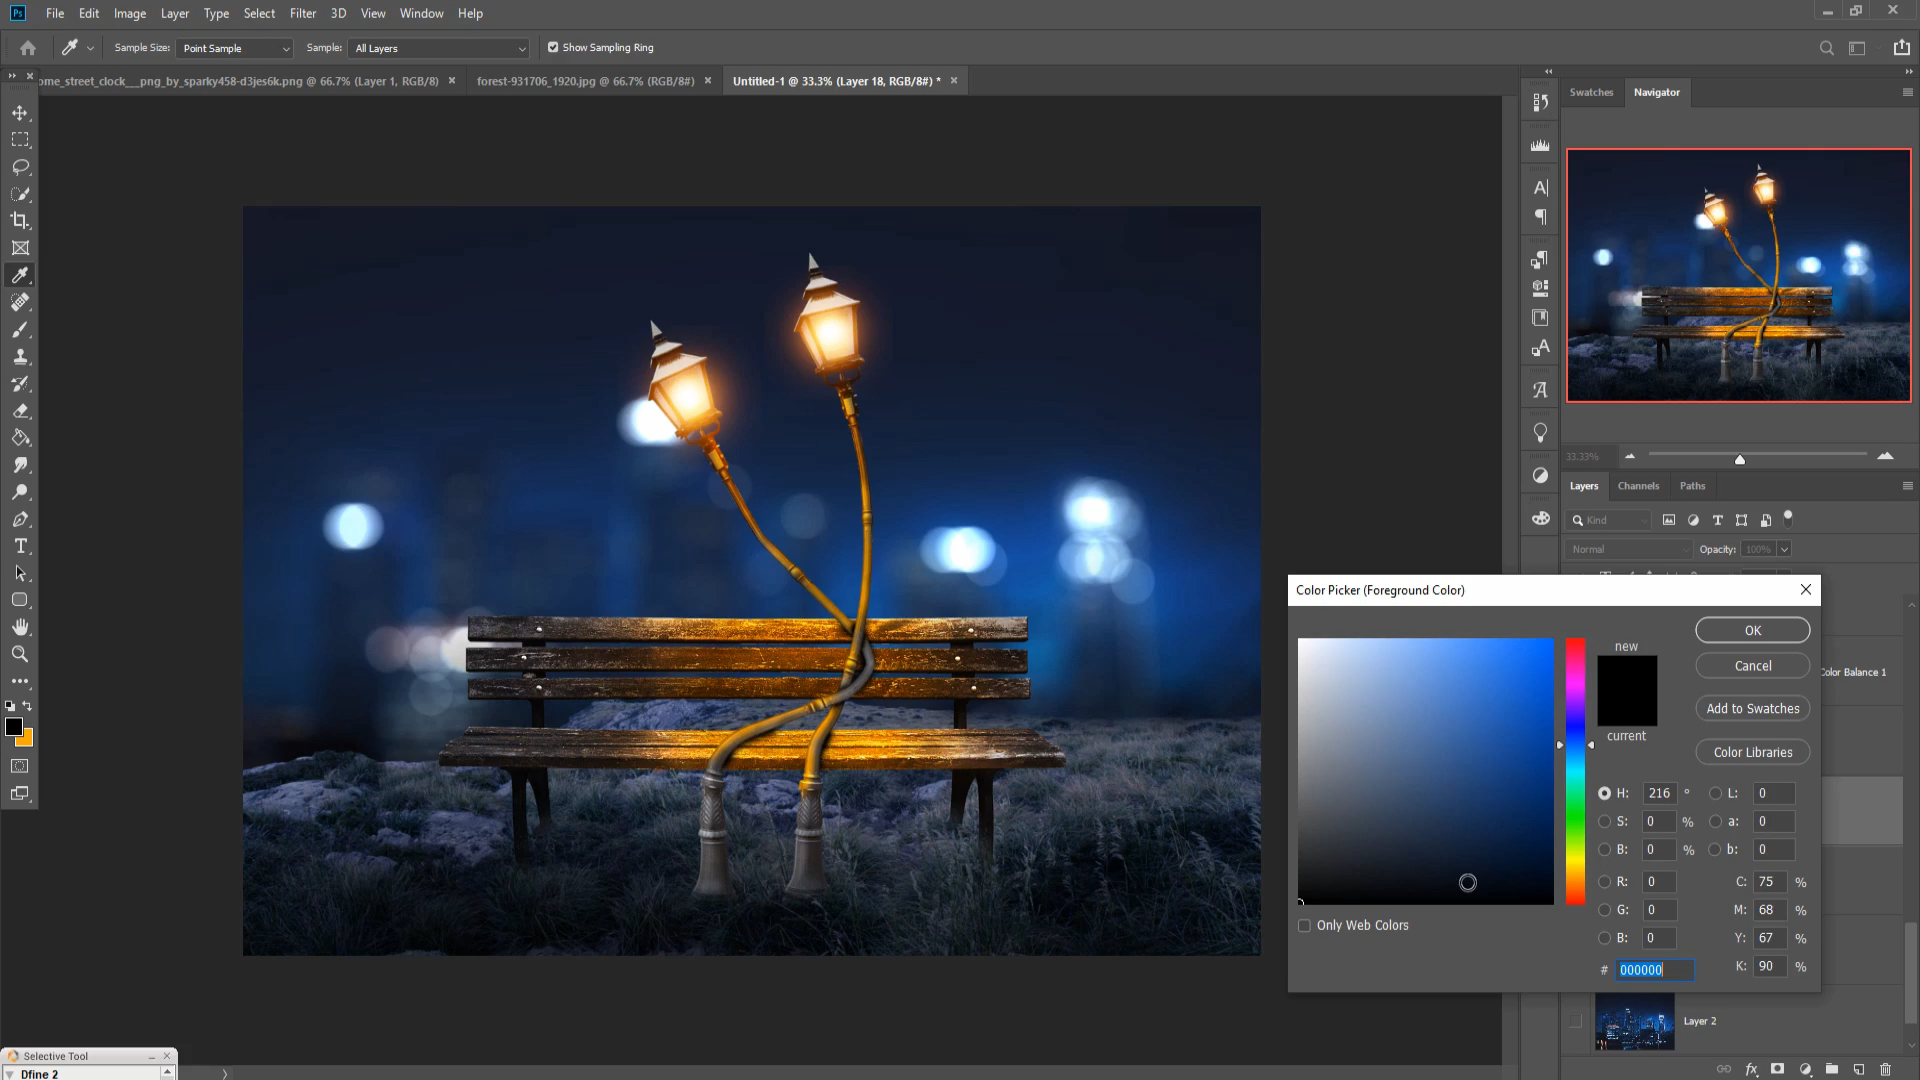 Ps File Edit Image Layer Type Select Filter 3D View Window Help
Sample Size: Point Sample Sample: All Layers Show Sampling Ring
ome_street_clock___png_by_sparky458-d3jes6k.png @ 66.7% (Layer 1, RGB/8) × forest-931706_1920.jpg @ 66.7% (RGB/8#) × Untitled-1 @ 33.3% (Layer 18, RGB/8#) * ×
Swatches Navigator
33.33%
Layers Channels Paths
Kind
Normal Opacity: 100%
Color Picker (Foreground Color)
OK
new
Cancel
Color Balance 1
Add to Swatches
current
Color Libraries
H: 216 ° L: 0
S: 0 % a: 0
B: 0 % b: 0
R: 0 C: 75 %
G: 0 M: 68 %
Only Web Colors
B: 0 Y: 67 %
# 000000 K: 90 %
Layer 2
Selective Tool
Dfine 2